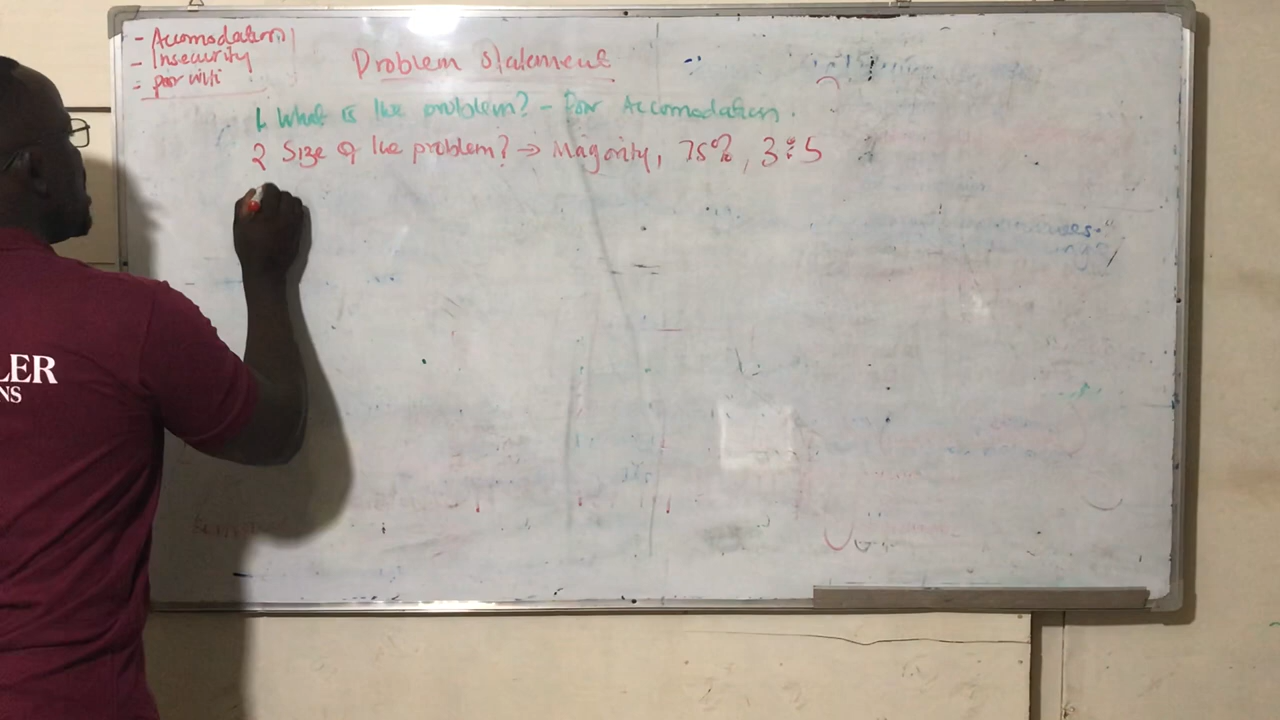 - Accomodation
- Insecurity
- poor wifi
Problem statement
1. What is the problem? - Poor Accomodation.
2 Size of the problem? → Magority, 75%, 3:5
LER
NS